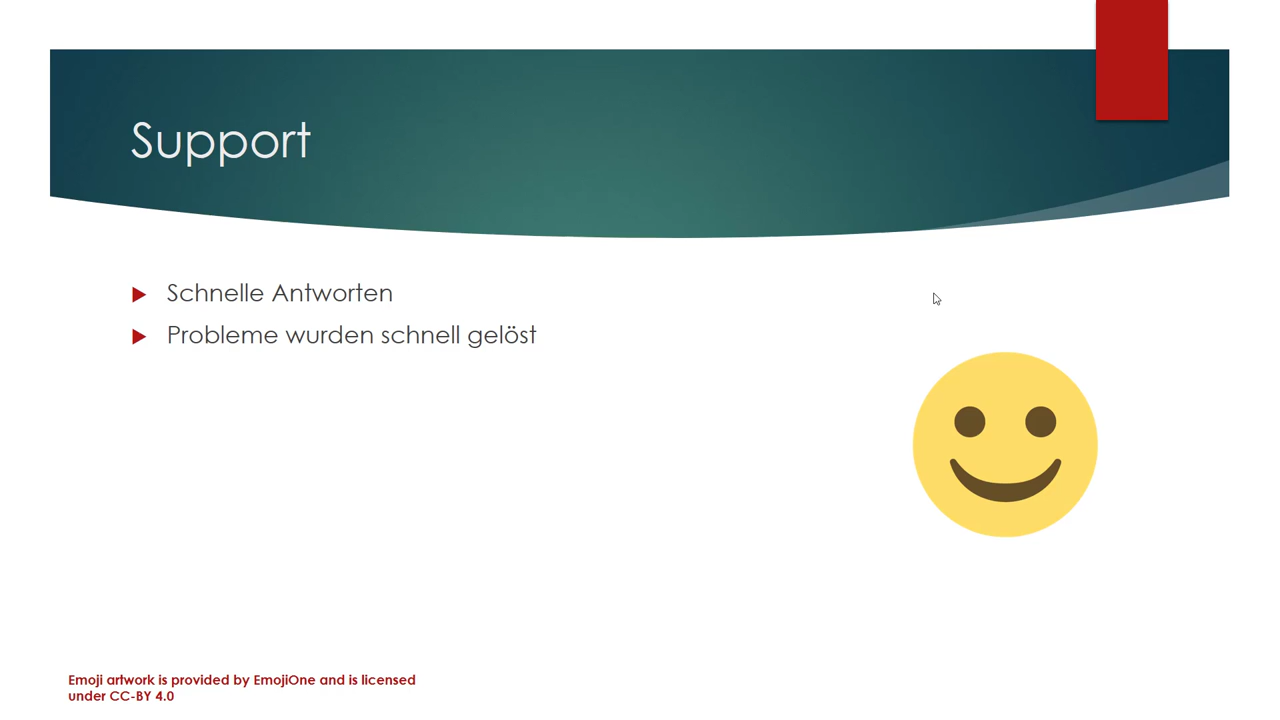 Support
Schnelle Antworten
Probleme wurden schnell gelöst
Emoji artwork is provided by EmojiOne and is licensed
under CC-BY 4.0